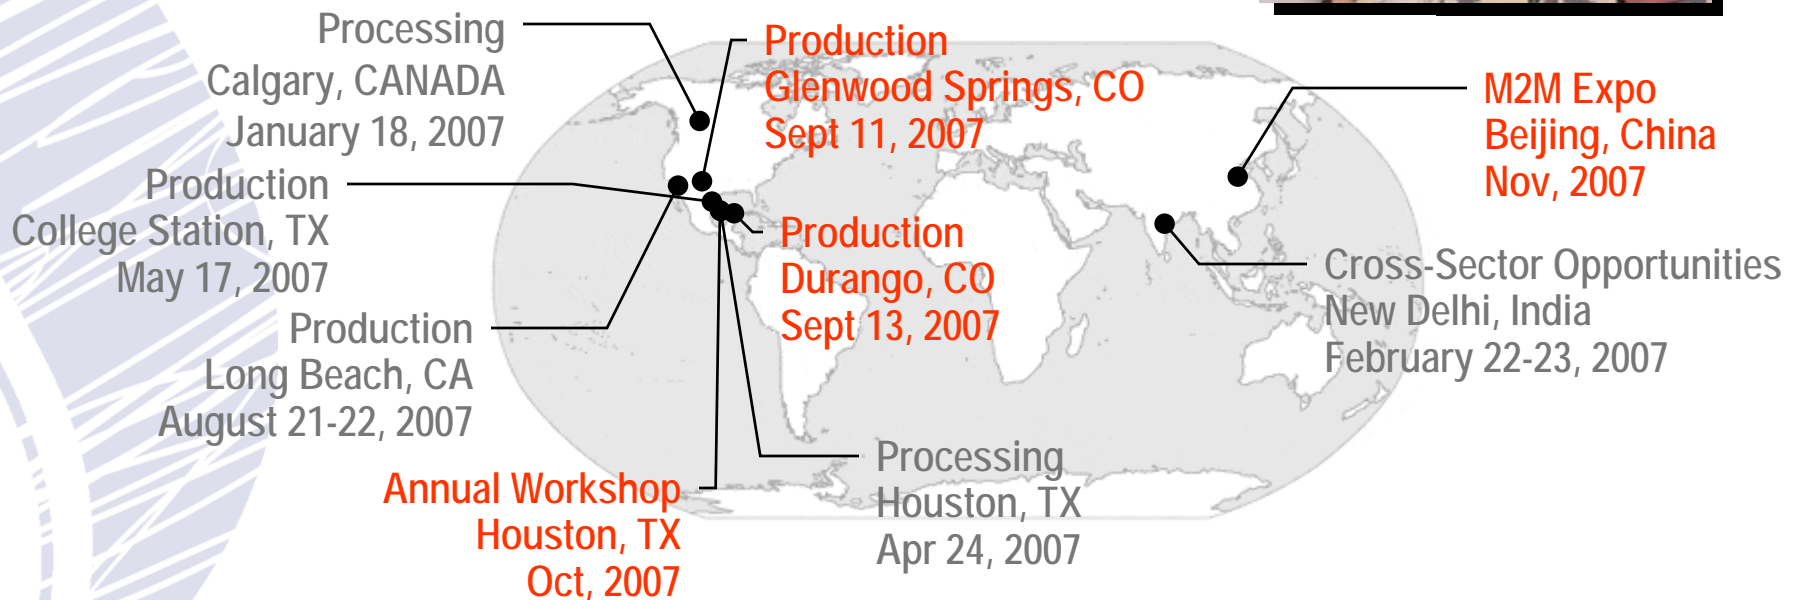 Processing
Calgary, CANADA
January 18, 2007
Production
Glenwood Springs, CO
Sept 11, 2007
M2M Expo
Beijing, China
Nov, 2007
Production
College Station, TX
May 17, 2007
Production
Durango, CO
Sept 13, 2007
Cross-Sector Opportunities
New Delhi, India
February 22-23, 2007
Production
Long Beach, CA
August 21-22, 2007
Processing
Houston, TX
Apr 24, 2007
Annual Workshop
Houston, TX
Oct, 2007